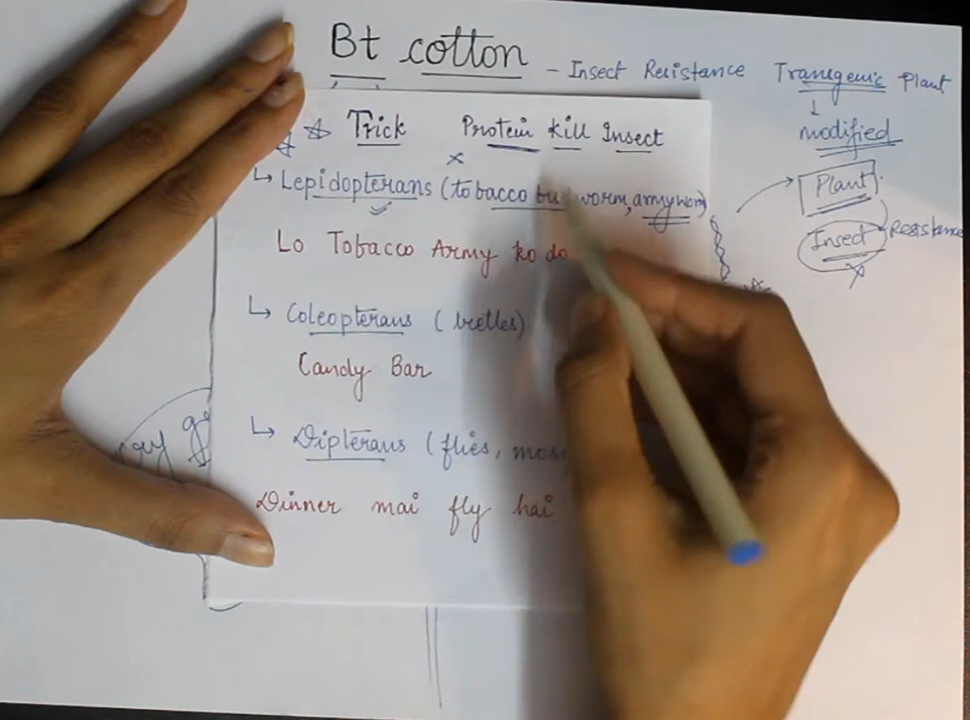 Bt cotton - Insect Resistance Transgenic Plant
↓
modified
Plant
Insect Resistance
Trick Protein Kill Insect
↳ Lepidopterans (tobacco worm, armyworm)
Lo Tobacco Army ko do
↳ Coleopterans (beetles)
Candy Bar
↳ Dipterans (flies,
Dinner mai fly hai